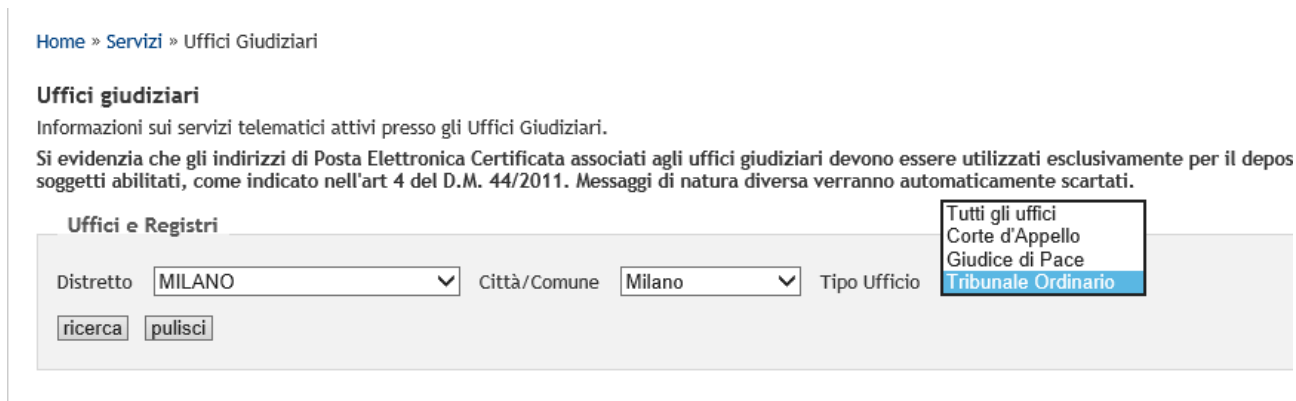 Home » Servizi » Uffici Giudiziari
Uffici giudiziari
Informazioni sui servizi telematici attivi presso gli Uffici Giudiziari.
Si evidenzia che gli indirizzi di Posta Elettronica Certificata associati agli uffici giudiziari devono essere utilizzati esclusivamente per il depos
soggetti abilitati, come indicato nell'art 4 del D.M. 44/2011. Messaggi di natura diversa verranno automaticamente scartati.
Uffici e Registri
Tutti gli uffici
Corte d'Appello
Giudice di Pace
Distretto MILANO Città/Comune Milano Tipo Ufficio Tribunale Ordinario
ricerca pulisci